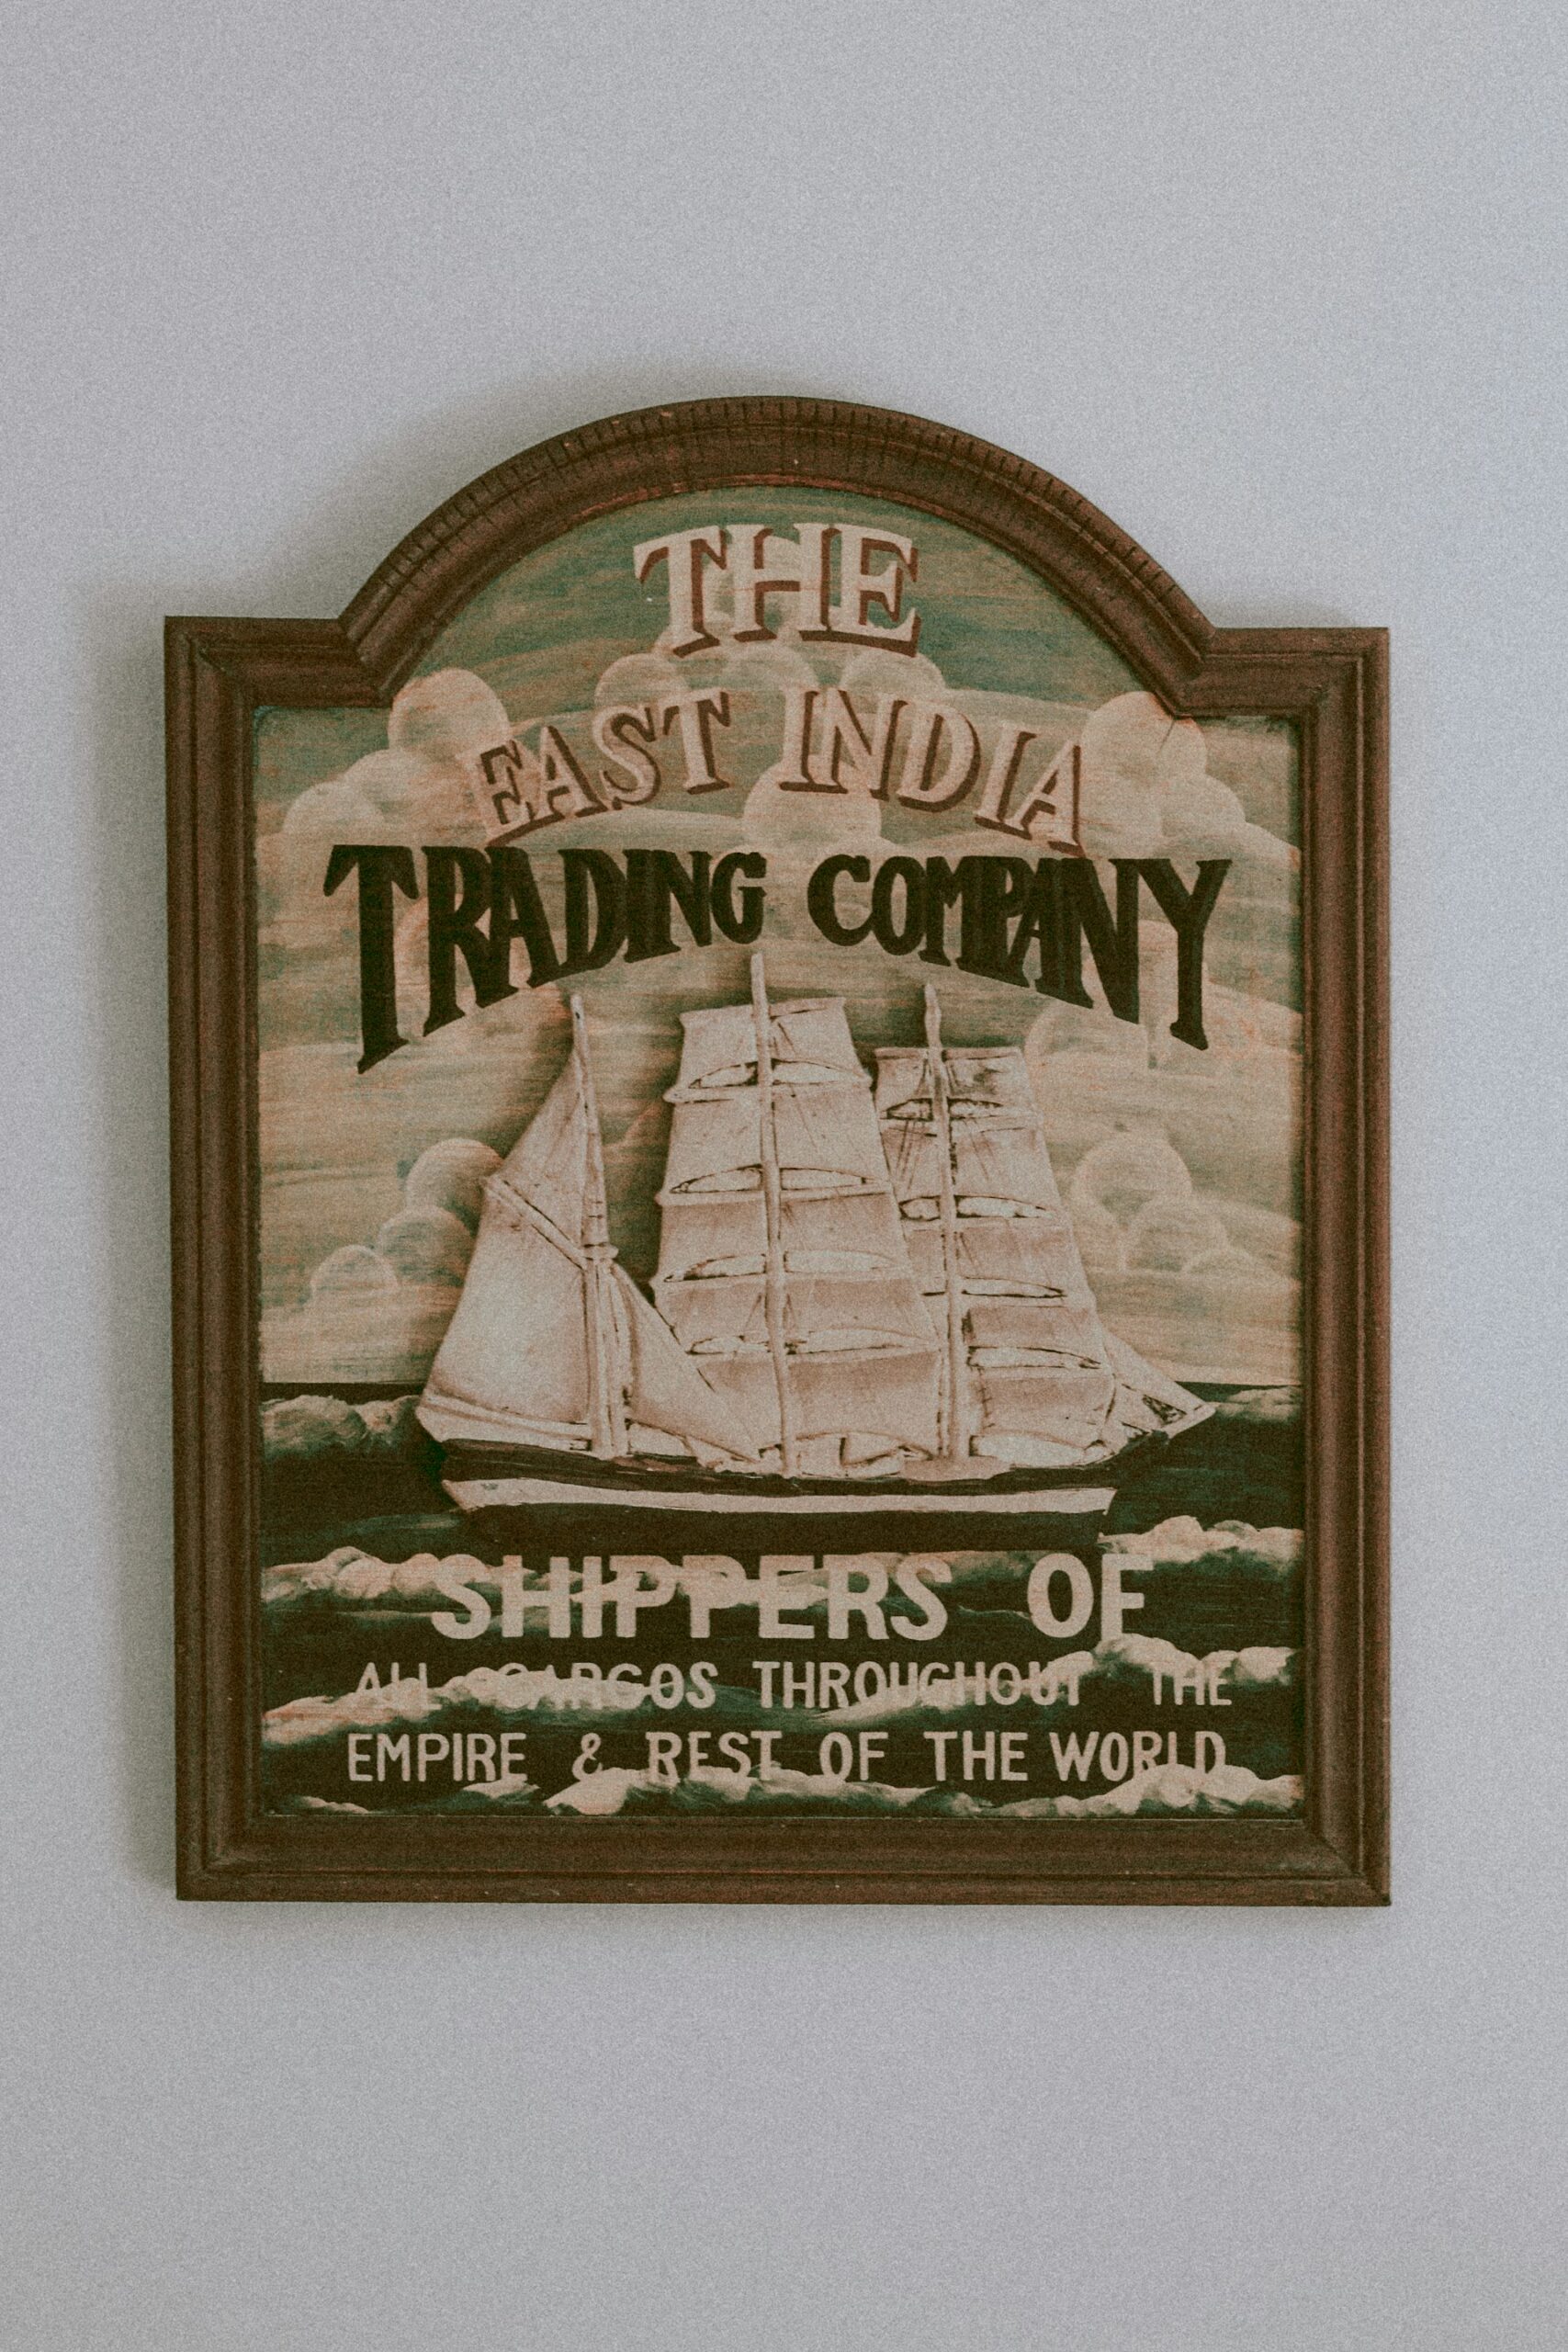 THE
EAST INDIA
TRADING COMPANY
SHIPPERS OF
ALL CARGOS THROUGHOUT THE
EMPIRE & REST OF THE WORLD